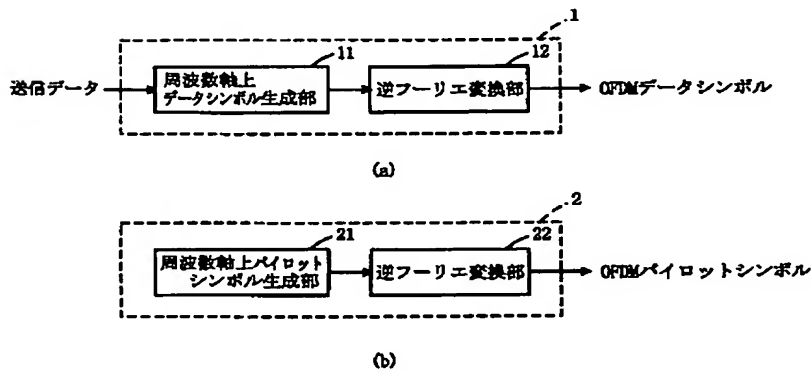 1
11
12
送信データ
周波数軸上
データシンボル生成部
逆フーリエ変換部
OFDMデータシンボル
(a)
2
21
22
周波数軸上パイロット
シンボル生成部
逆フーリエ変換部
OFDMパイロットシンボル
(b)